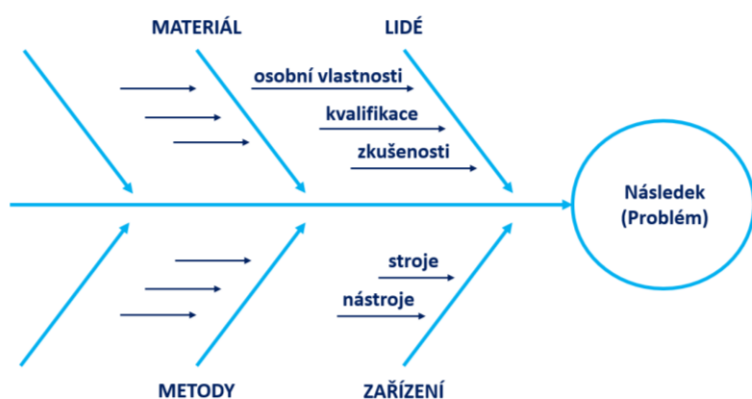 MATERIÁL
LIDÉ
osobní vlastnosti
kvalifikace
zkušenosti
Následek
(Problém)
stroje
nástroje
METODY
ZAŘÍZENÍ